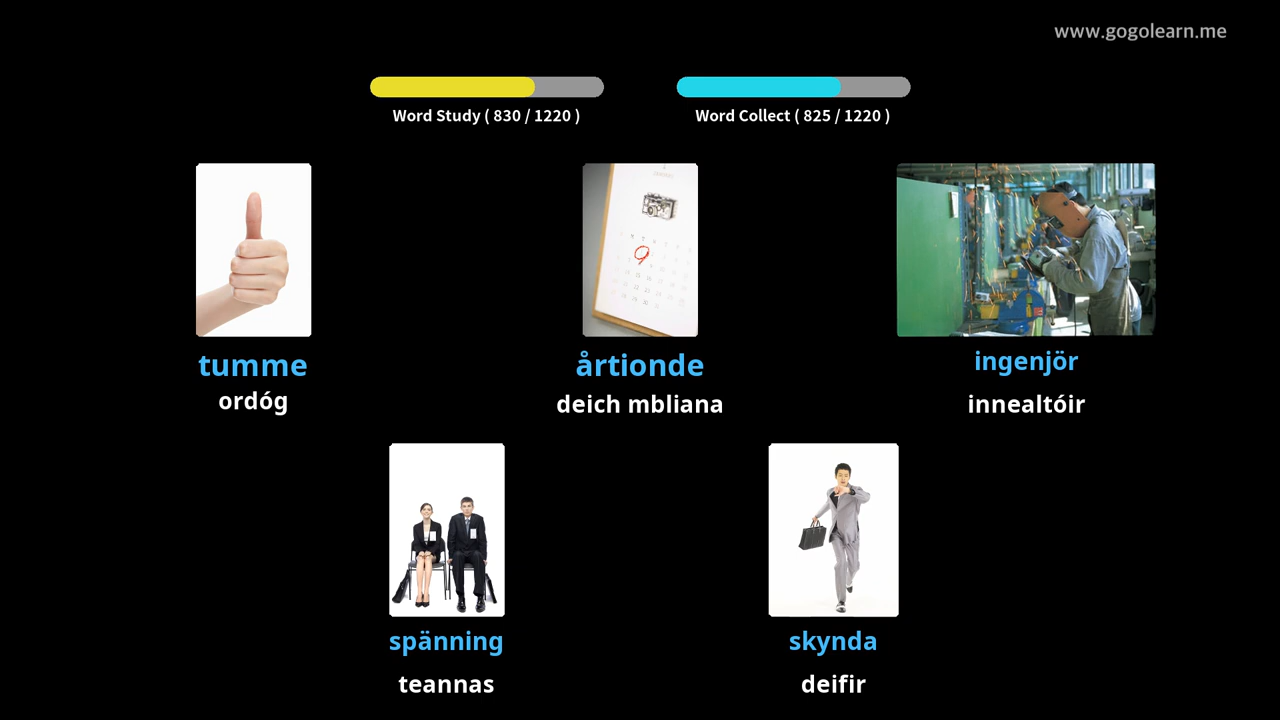 www.gogolearn.me
Word Study ( 830 / 1220 )
Word Collect ( 825 / 1220 )
tumme
ordóg
årtionde
deich mbliana
ingenjör
innealtóir
spänning
teannas
skynda
deifir